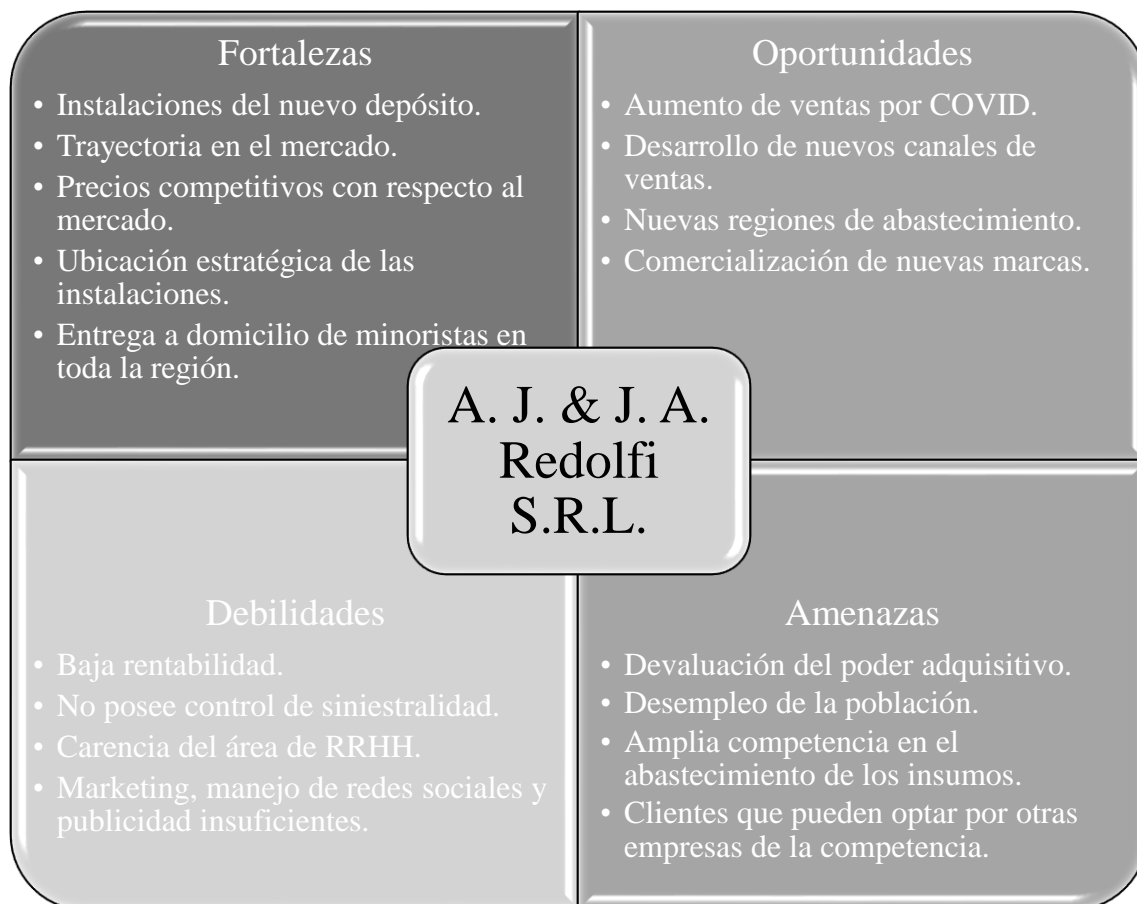 Fortalezas
• Instalaciones del nuevo depósito.
• Trayectoria en el mercado.
• Precios competitivos con respecto al
mercado.
• Ubicación estratégica de las
instalaciones.
• Entrega a domicilio de minoristas en
toda la región.
Oportunidades
• Aumento de ventas por COVID.
• Desarrollo de nuevos canales de
ventas.
• Nuevas regiones de abastecimiento.
• Comercialización de nuevas marcas.
A. J. & J. A.
Redolfi
S.R.L.
Debilidades
• Baja rentabilidad.
• No posee control de siniestralidad.
• Carencia del área de RRHH.
• Marketing, manejo de redes sociales y
publicidad insuficientes.
Amenazas
• Devaluación del poder adquisitivo.
• Desempleo de la población.
• Amplia competencia en el
abastecimiento de los insumos.
• Clientes que pueden optar por otras
empresas de la competencia.